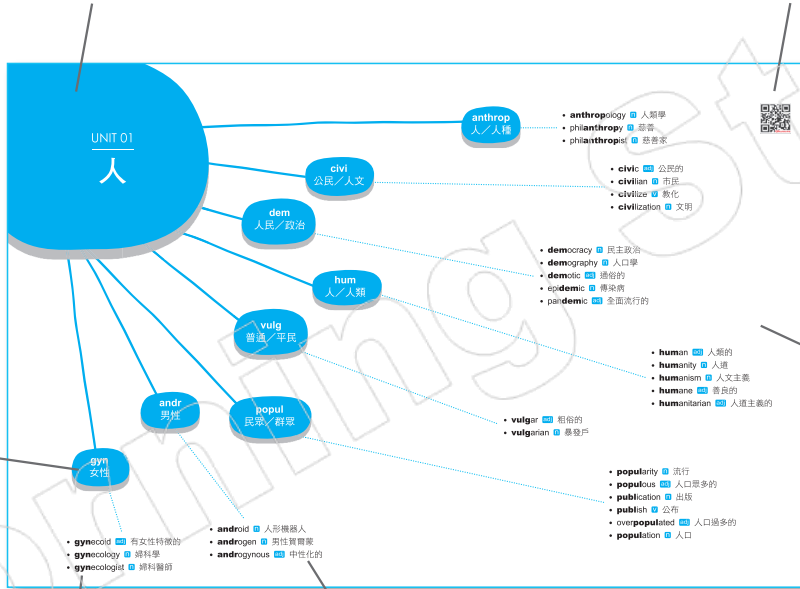 UNIT 01
人
anthrop
人／人種
• anthropology n 人類學
• philanthropy n 慈善
• philanthropist n 慈善家
civi
公民／人文
• civic adj 公民的
• civilian n 市民
• civilize v 教化
• civilization n 文明
dem
人民／政治
• democracy n 民主政治
• demography n 人口學
• demotic adj 通俗的
• epidemic n 傳染病
• pandemic adj 全面流行的
hum
人／人類
• human adj 人類的
• humanity n 人道
• humanism n 人文主義
• humane adj 善良的
• humanitarian adj 人道主義的
vulg
普通／平民
• vulgar adj 粗俗的
• vulgarian n 暴發戶
popul
民眾／群眾
• popularity n 流行
• populous adj 人口眾多的
• publication n 出版
• publish v 公布
• overpopulated adj 人口過多的
• population n 人口
andr
男性
• android n 人形機器人
• androgen n 男性賀爾蒙
• androgynous adj 中性化的
gyn
女性
• gynecoid adj 有女性特徵的
• gynecology n 婦科學
• gynecologist n 婦科醫師